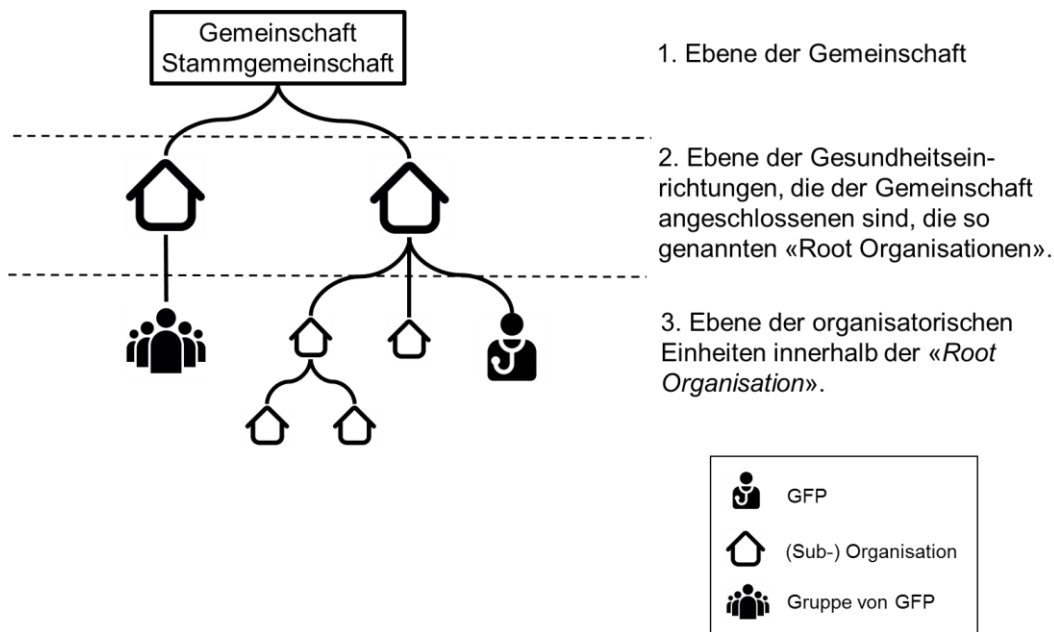 Gemeinschaft
Stammgemeinschaft
1. Ebene der Gemeinschaft
2. Ebene der Gesundheitsein-
richtungen, die der Gemeinschaft
angeschlossenen sind, die so
genannten «Root Organisationen».
3. Ebene der organisatorischen
Einheiten innerhalb der «Root
Organisation».
GFP
(Sub-) Organisation
Gruppe von GFP